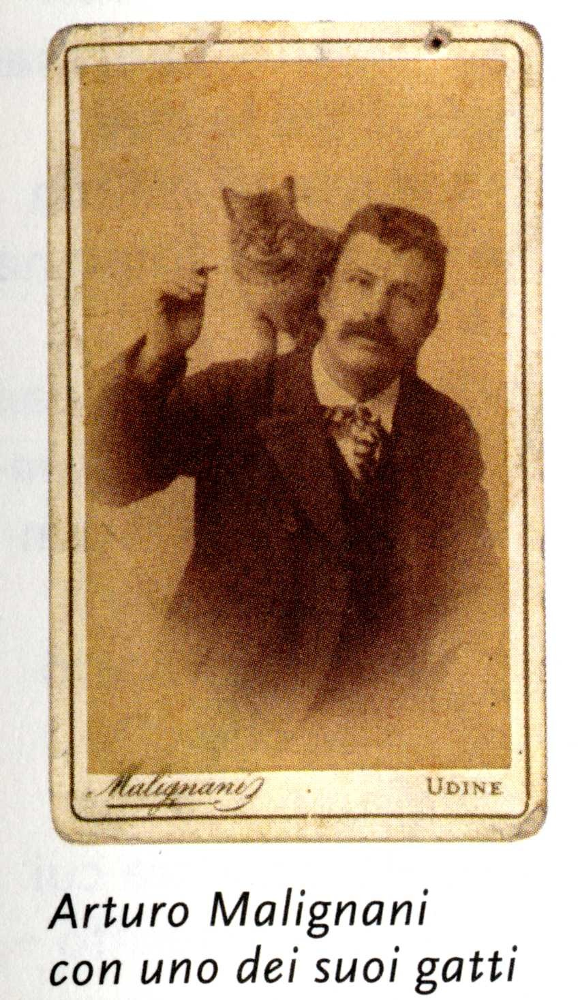 Malignani
UDINE
Arturo Malignani
con uno dei suoi gatti